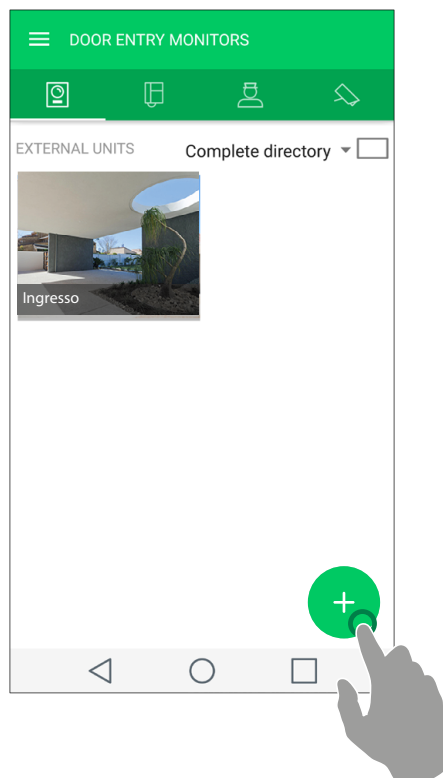 DOOR ENTRY MONITORS
EXTERNAL UNITS
Complete directory
Ingresso